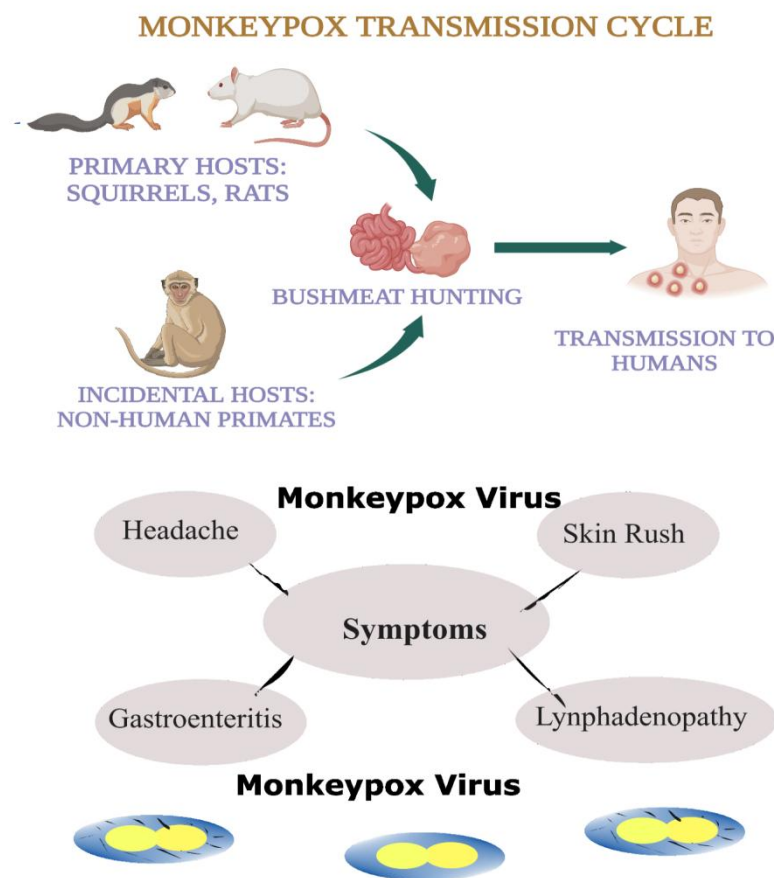 MONKEYPOX TRANSMISSION CYCLE
PRIMARY HOSTS:
SQUIRRELS, RATS
BUSHMEAT HUNTING
TRANSMISSION TO
HUMANS
INCIDENTAL HOSTS:
NON-HUMAN PRIMATES
Monkeypox Virus
Headache
Skin Rush
Symptoms
Gastroenteritis
Lynphadenopathy
Monkeypox Virus